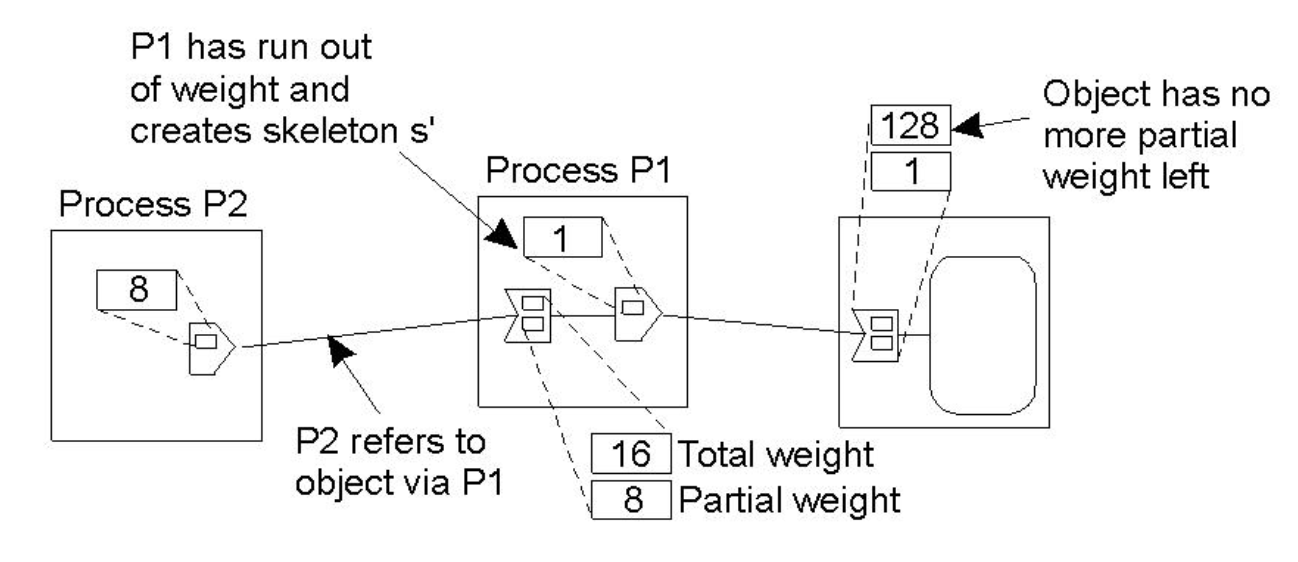 P1 has run out
of weight and
creates skeleton s'
Object has no
more partial
weight left
128
1
Process P1
Process P2
1
8
P2 refers to
object via P1
16 Total weight
8 Partial weight